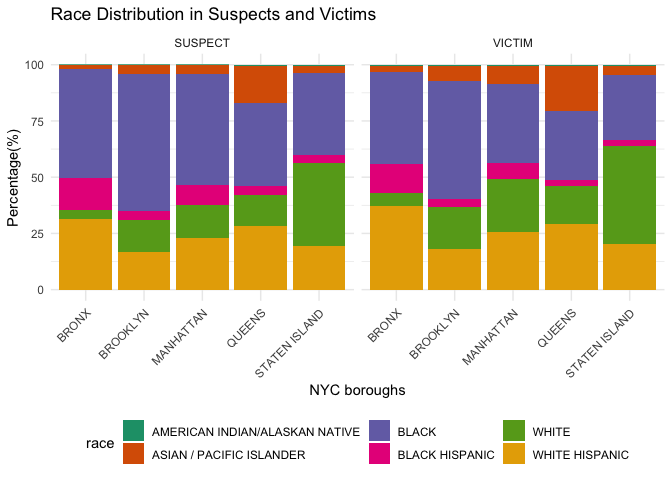 Race Distribution in Suspects and Victims
SUSPECT
VICTIM
Percentage(%)
100
75
50
25
0
BRONX
BROOKLYN
MANHATTAN
QUEENS
STATEN ISLAND
BRONX
BROOKLYN
MANHATTAN
QUEENS
STATEN ISLAND
NYC boroughs
race
AMERICAN INDIAN/ALASKAN NATIVE
BLACK
WHITE
ASIAN / PACIFIC ISLANDER
BLACK HISPANIC
WHITE HISPANIC